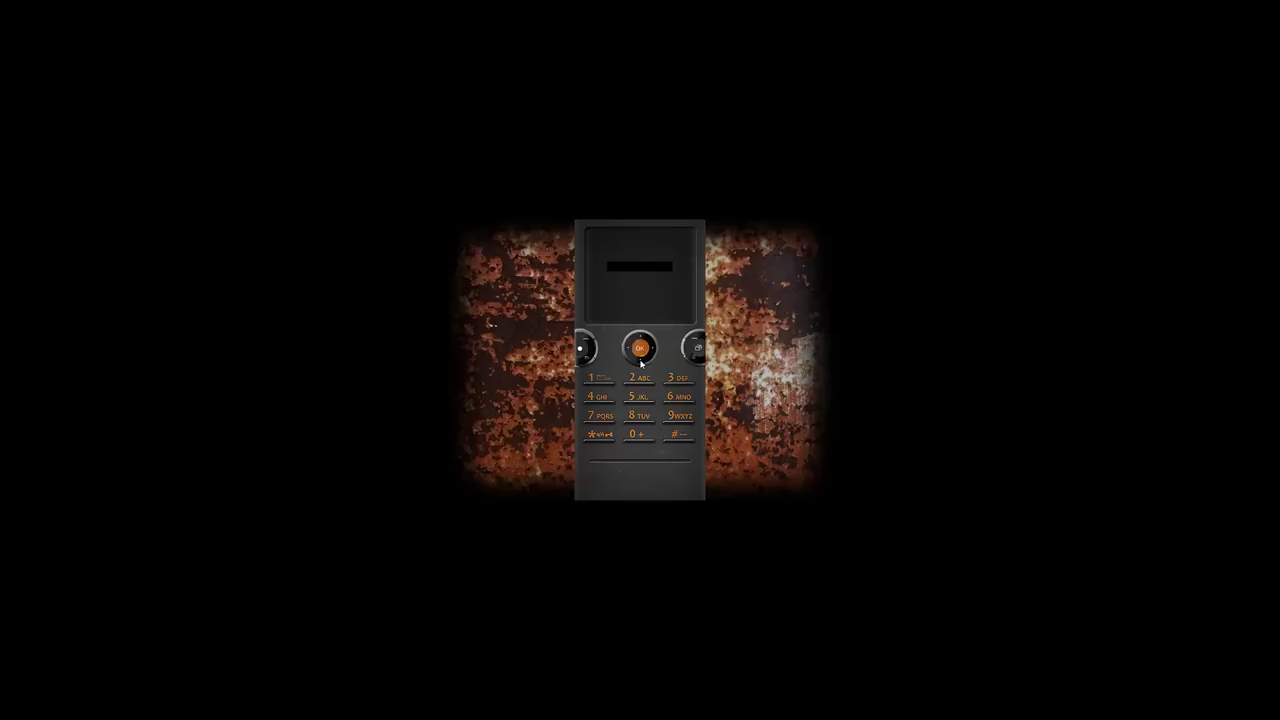 OK
1
2 ABC
3 DEF
4 GHI
5 JKL
6 MNO
7 PQRS
8 TUV
9 WXYZ
*
0 +
#